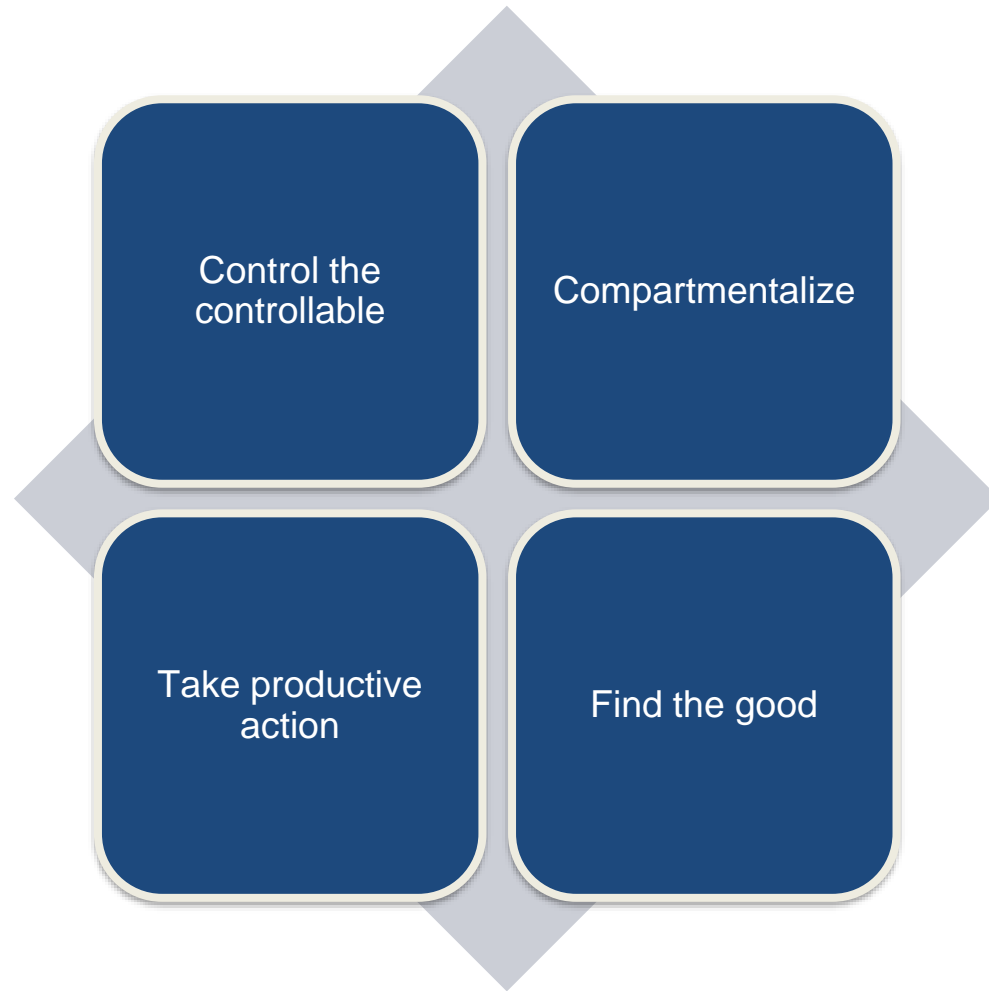 Control the
controllable
Compartmentalize
Take productive
action
Find the good